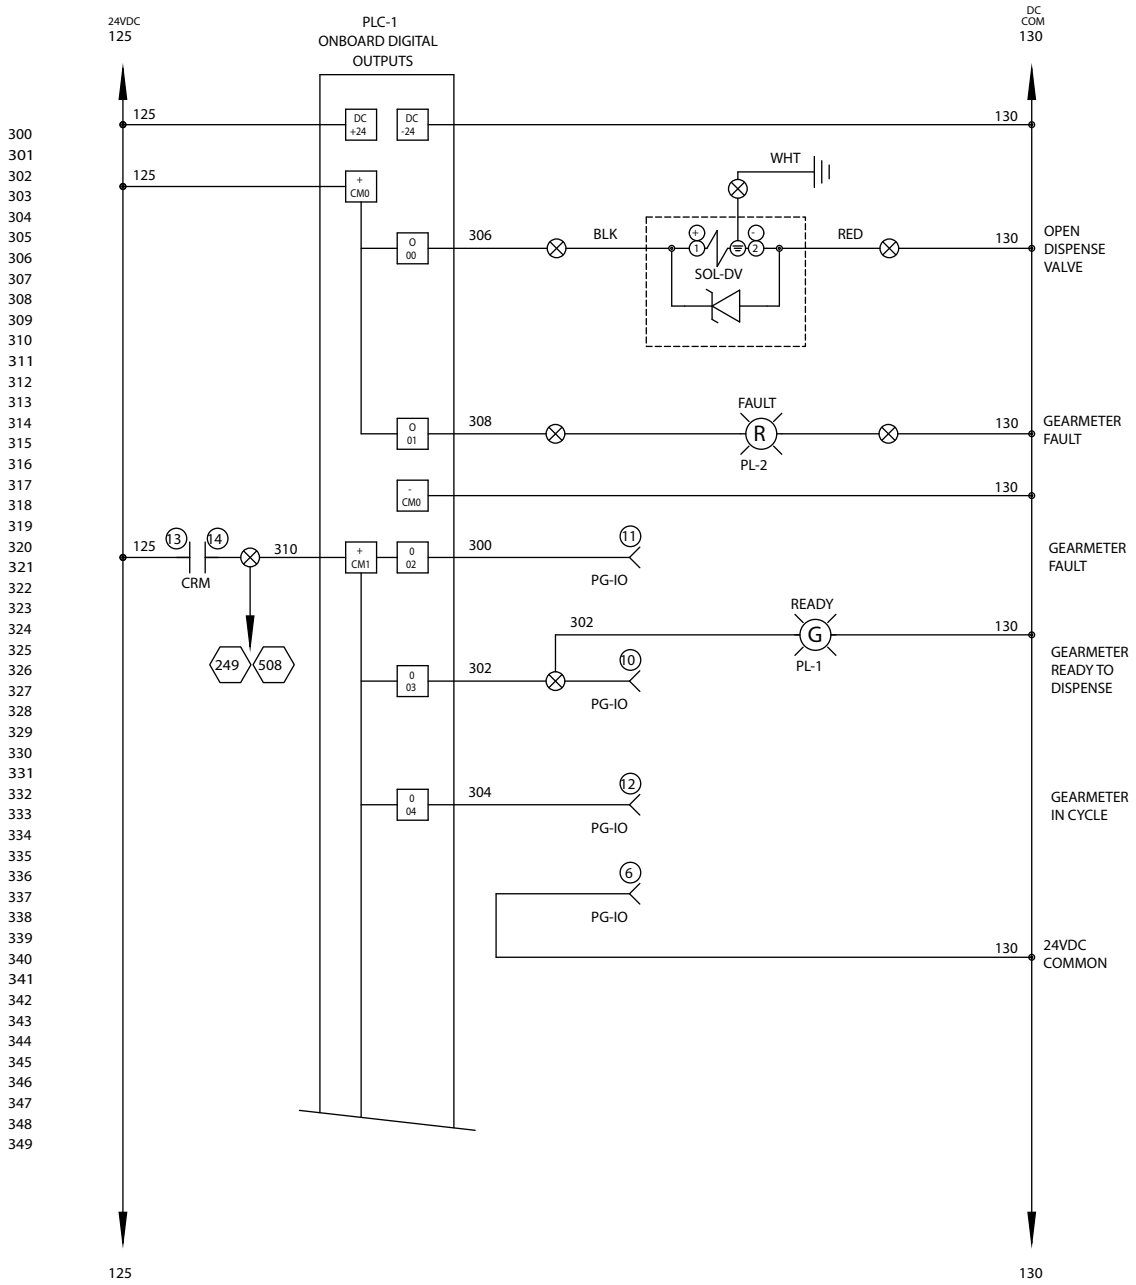 24VDC
125
PLC-1
ONBOARD DIGITAL
OUTPUTS
DC
COM
130
300
301
302
303
304
305
306
307
308
309
310
311
312
313
314
315
316
317
318
319
320
321
322
323
324
325
326
327
328
329
330
331
332
333
334
335
336
337
338
339
340
341
342
343
344
345
346
347
348
349
125
DC
+24
DC
-24
130
125
+
CM0
WHT
O
00
306
BLK
+
1
-
2
SOL-DV
RED
130
OPEN
DISPENSE
VALVE
O
01
308
FAULT
R
PL-2
130
GEARMETER
FAULT
-
CM0
130
125
13
14
CRM
310
+
CM1
0
02
300
11
PG-IO
GEARMETER
FAULT
249
508
302
READY
G
PL-1
130
0
03
302
10
PG-IO
GEARMETER
READY TO
DISPENSE
0
04
304
12
PG-IO
GEARMETER
IN CYCLE
6
PG-IO
130
24VDC
COMMON
125
130